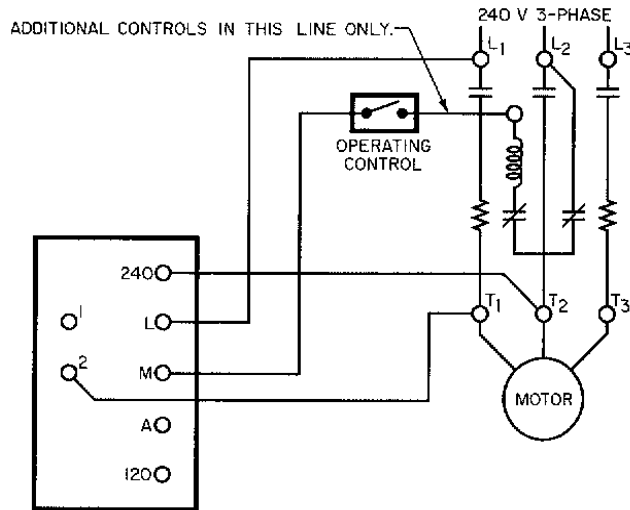 240 V 3-PHASE
ADDITIONAL CONTROLS IN THIS LINE ONLY.
L1
L2
L3
OPERATING
CONTROL
240
1
L
T1
T2
T3
2
M
MOTOR
A
120